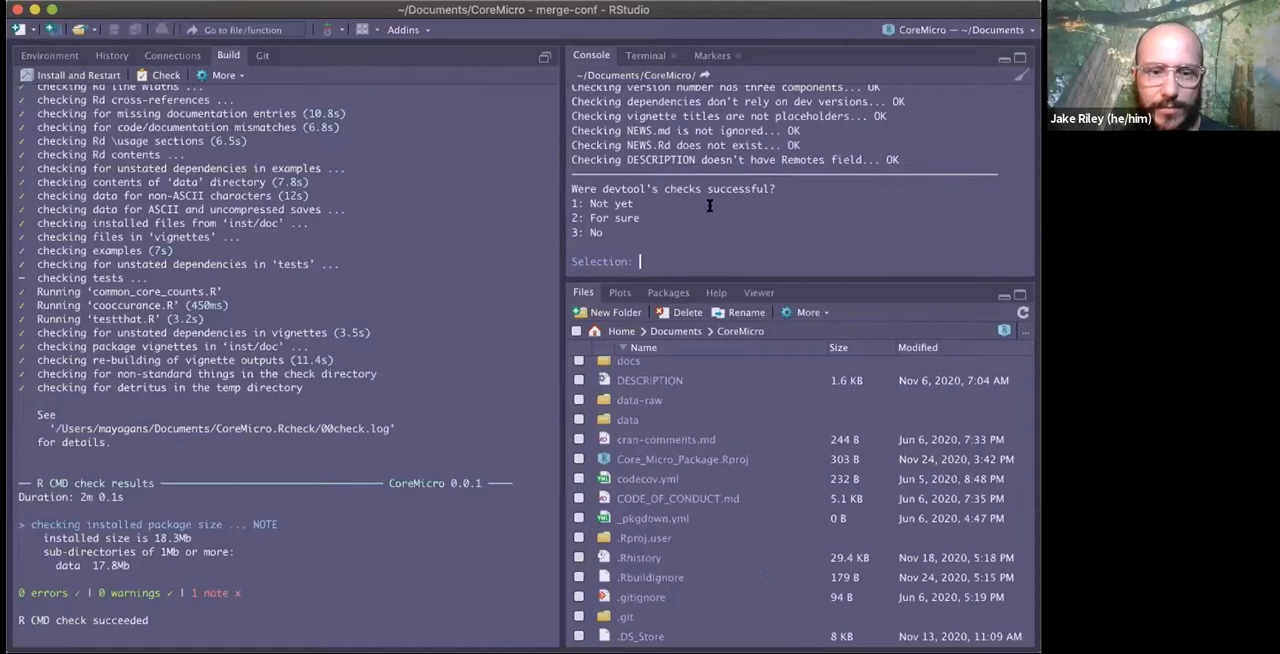 ~/Documents/CoreMicro - merge-conf - RStudio
Go to file/function
Addins
CoreMicro — ~/Documents
Environment
History
Connections
Build
Git
Install and Restart
Check
More
checking Rd line widths ...
checking Rd cross-references ...
checking for missing documentation entries (10.8s)
checking for code/documentation mismatches (6.8s)
checking Rd \usage sections (6.5s)
checking Rd contents ...
checking for unstated dependencies in examples ...
checking contents of ‘data’ directory (7.8s)
checking data for non-ASCII characters (12s)
checking data for ASCII and uncompressed saves ...
checking installed files from ‘inst/doc’ ...
checking files in ‘vignettes’ ...
checking examples (7s)
checking for unstated dependencies in ‘tests’ ...
checking tests ...
Running ‘common_core_counts.R’
Running ‘cooccurance.R’ (450ms)
Running ‘testthat.R’ (3.2s)
checking for unstated dependencies in vignettes (3.5s)
checking package vignettes in ‘inst/doc’ ...
checking re-building of vignette outputs (11.4s)
checking for non-standard things in the check directory
checking for detritus in the temp directory
See
‘/Users/mayagans/Documents/CoreMicro.Rcheck/00check.log’
for details.
— R CMD check results —— CoreMicro 0.0.1 ——
Duration: 2m 0.1s
> checking installed package size ... NOTE
installed size is 18.3Mb
sub-directories of 1Mb or more:
data 17.8Mb
0 errors ✓ | 0 warnings ✓ | 1 note x
R CMD check succeeded
Console
Terminal
Markers
~/Documents/CoreMicro/
Checking version number has three components... OK
Checking dependencies don't rely on dev versions... OK
Checking vignette titles are not placeholders... OK
Checking NEWS.md is not ignored... OK
Checking NEWS.Rd does not exist... OK
Checking DESCRIPTION doesn't have Remotes field... OK
Were devtool's checks successful?
1: Not yet
2: For sure
3: No
Selection:
Files
Plots
Packages
Help
Viewer
New Folder
Delete
Rename
More
Home > Documents > CoreMicro
Name Size Modified
docs
DESCRIPTION 1.6 KB Nov 6, 2020, 7:04 AM
data-raw
data
cran-comments.md 244 B Jun 6, 2020, 7:33 PM
Core_Micro_Package.Rproj 303 B Nov 24, 2020, 3:42 PM
codecov.yml 232 B Jun 5, 2020, 8:48 PM
CODE_OF_CONDUCT.md 5.1 KB Jun 6, 2020, 7:35 PM
_pkgdown.yml 0 B Jun 6, 2020, 4:47 PM
.Rproj.user
.Rhistory 29.4 KB Nov 18, 2020, 5:18 PM
.Rbuildignore 179 B Nov 24, 2020, 5:15 PM
.gitignore 94 B Jun 6, 2020, 5:19 PM
.git
.DS_Store 8 KB Nov 13, 2020, 11:09 AM
Jake Riley (he/him)